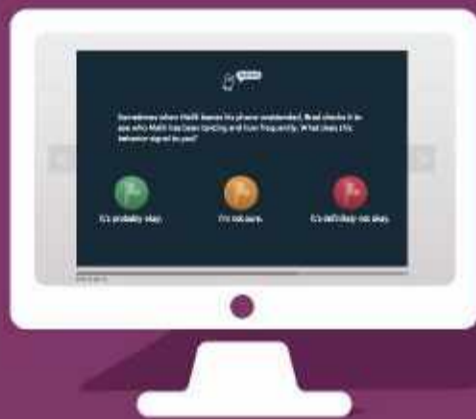 Sometimes when Malik leaves his phone unattended, Brad checks it to
see who Malik has been texting and how frequently. What does this
behavior signal to you?
It's probably okay.
I'm not sure.
It's definitely not okay.